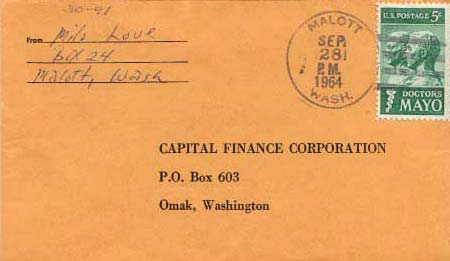 30-91
From Milo Love
Box 24
Malott, Wash
MALOTT
SEP
28
P.M.
1964
WASH.
U.S. POSTAGE 5¢
DOCTORS
MAYO
CAPITAL FINANCE CORPORATION
P.O. Box 603
Omak, Washington